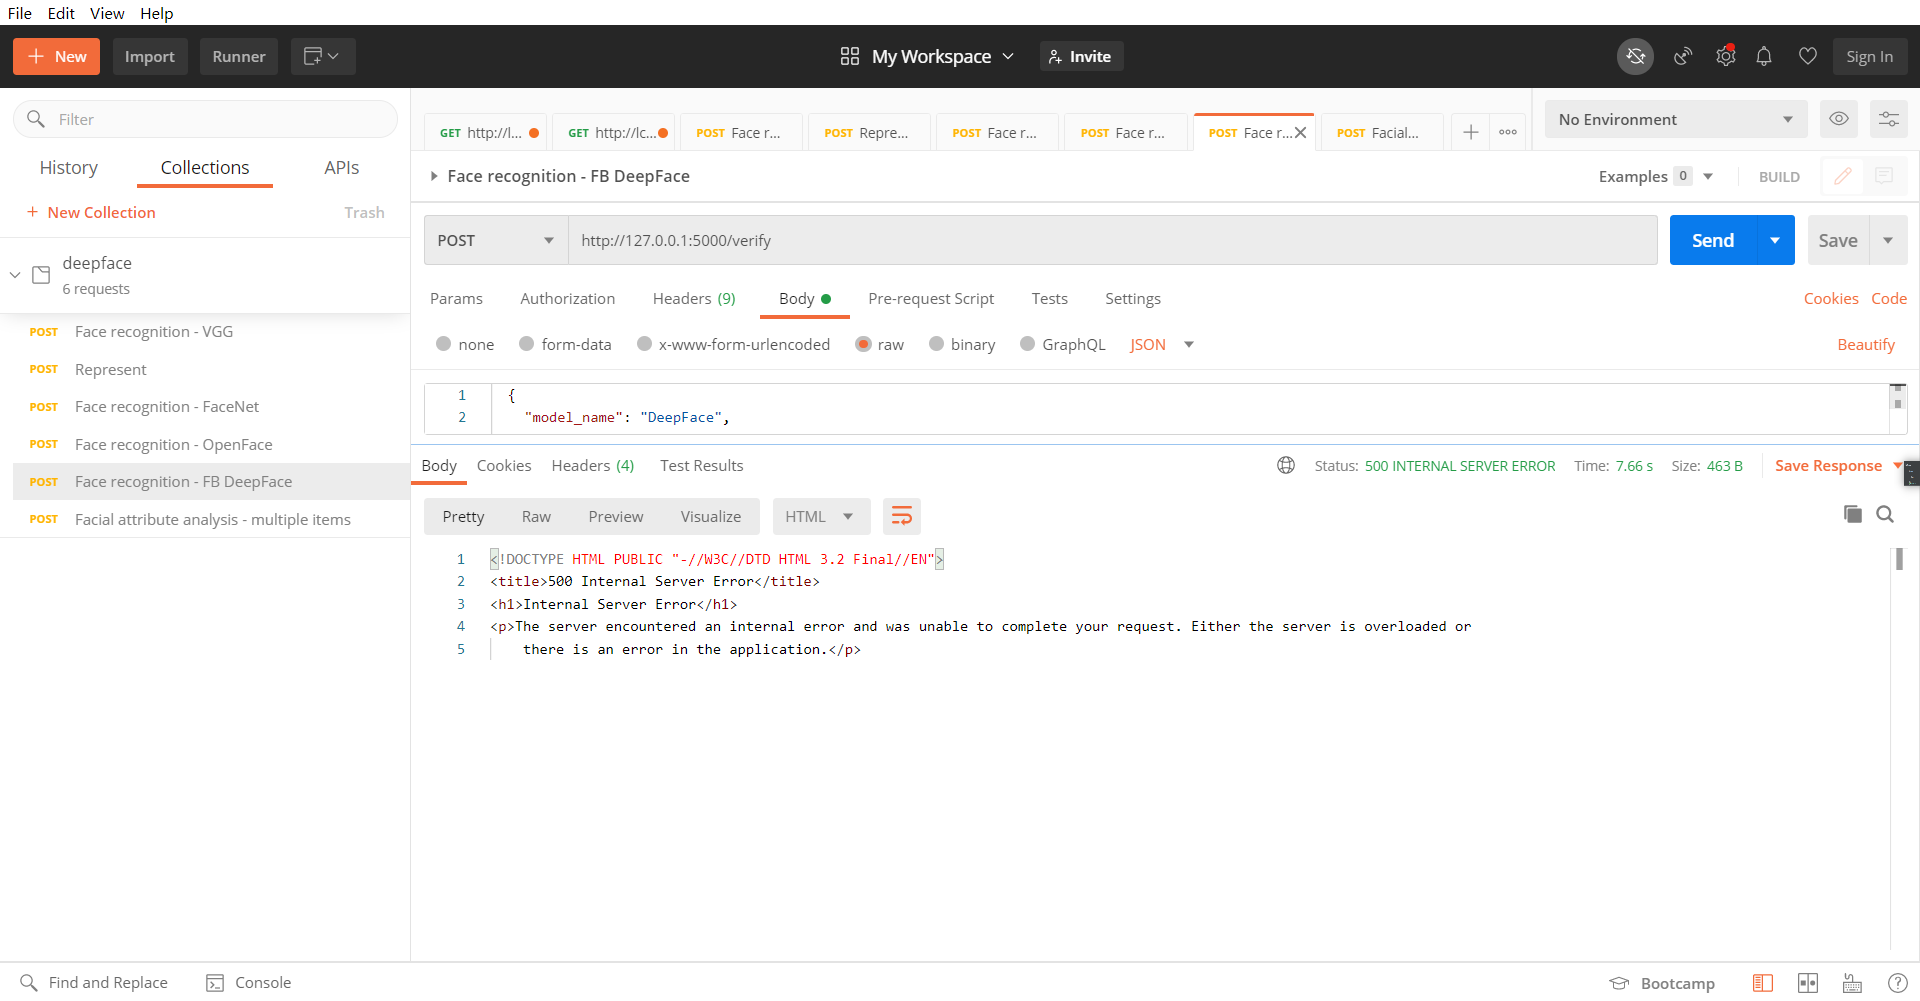 File Edit View Help
New Import Runner My Workspace Invite Sign In
Filter
History Collections APIs
+ New Collection Trash
deepface
6 requests
POST Face recognition - VGG
POST Represent
POST Face recognition - FaceNet
POST Face recognition - OpenFace
POST Face recognition - FB DeepFace
POST Facial attribute analysis - multiple items
GET http://l... GET http://lc... POST Face r... POST Repre... POST Face r... POST Face r... POST Face r... POST Facial... No Environment
Face recognition - FB DeepFace Examples 0 BUILD
POST http://127.0.0.1:5000/verify Send Save
Params Authorization Headers (9) Body Pre-request Script Tests Settings Cookies Code
none form-data x-www-form-urlencoded raw binary GraphQL JSON Beautify
1 {
2 "model_name": "DeepFace",
Body Cookies Headers (4) Test Results Status: 500 INTERNAL SERVER ERROR Time: 7.66 s Size: 463 B Save Response
Pretty Raw Preview Visualize HTML
1 <!DOCTYPE HTML PUBLIC "-//W3C//DTD HTML 3.2 Final//EN">
2 <title>500 Internal Server Error</title>
3 <h1>Internal Server Error</h1>
4 <p>The server encountered an internal error and was unable to complete your request. Either the server is overloaded or
5 there is an error in the application.</p>
Find and Replace Console Bootcamp